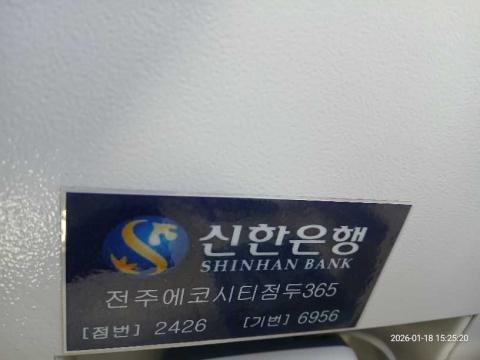 신한은행
SHINHAN BANK
전주에코시티점두365
[점번] 2426 [기번] 6956
2026-01-18 15:25:20